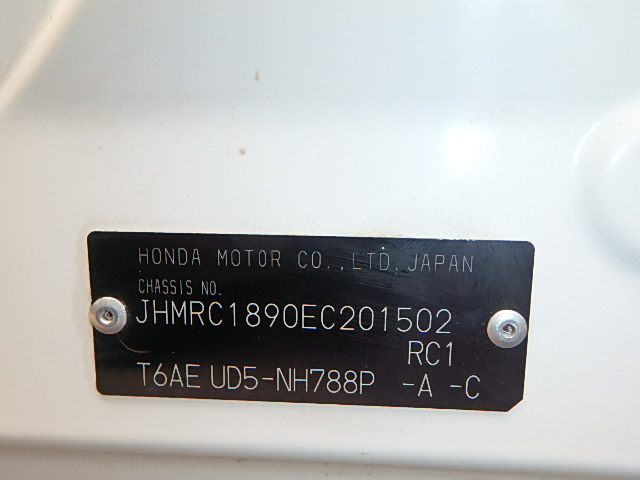 HONDA MOTOR CO.,LTD.JAPAN
CHASSIS NO.
JHMRC1890EC201502
RC1
T6AE UD5-NH788P -A -C